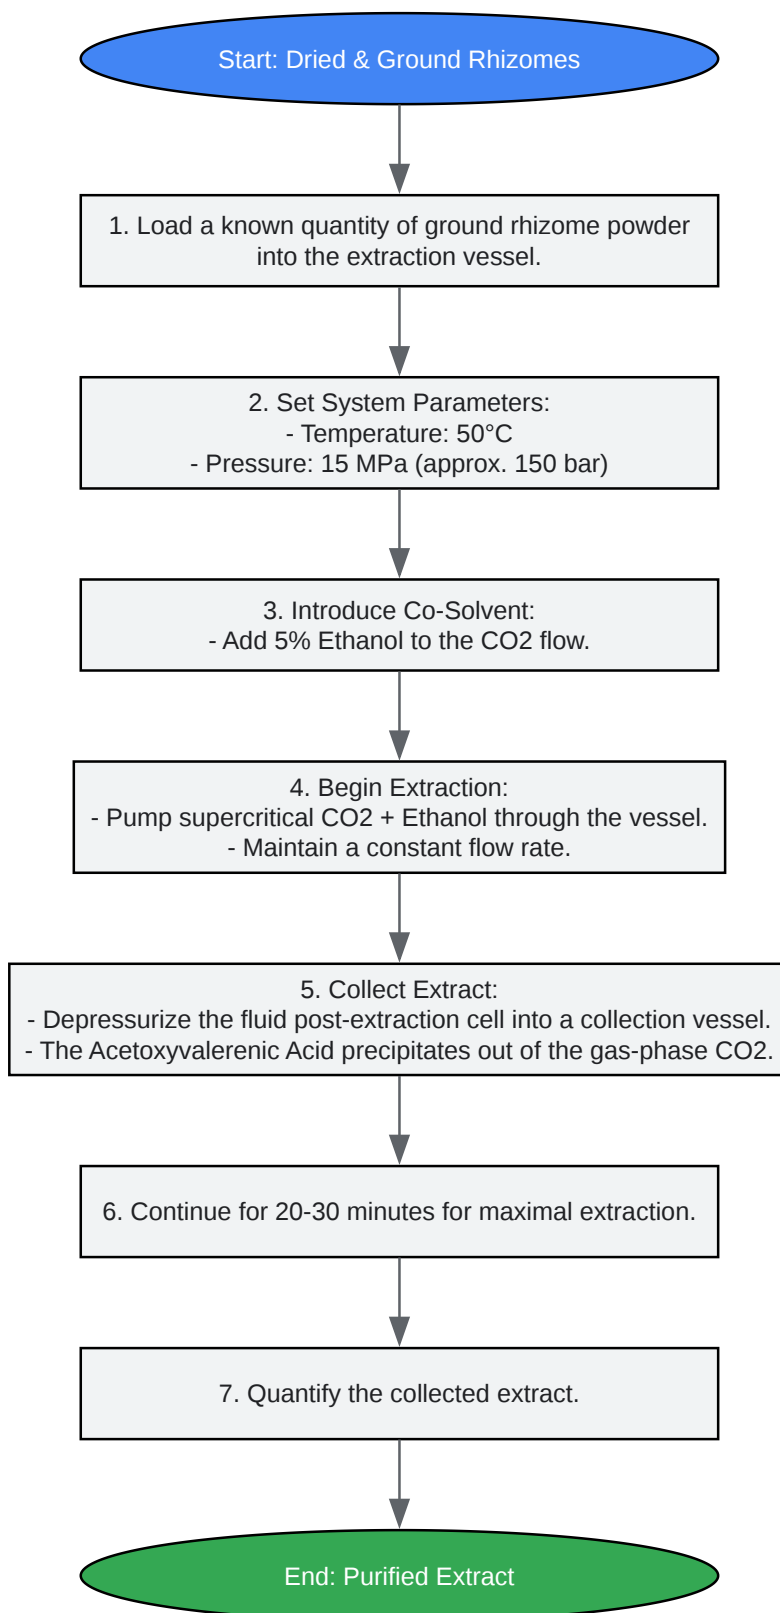 Start: Dried & Ground Rhizomes
1. Load a known quantity of ground rhizome powder
into the extraction vessel.
2. Set System Parameters:
- Temperature: 50°C
- Pressure: 15 MPa (approx. 150 bar)
3. Introduce Co-Solvent:
- Add 5% Ethanol to the CO2 flow.
4. Begin Extraction:
- Pump supercritical CO2 + Ethanol through the vessel.
- Maintain a constant flow rate.
5. Collect Extract:
- Depressurize the fluid post-extraction cell into a collection vessel.
- The Acetoxyvalerenic Acid precipitates out of the gas-phase CO2.
6. Continue for 20-30 minutes for maximal extraction.
7. Quantify the collected extract.
End: Purified Extract